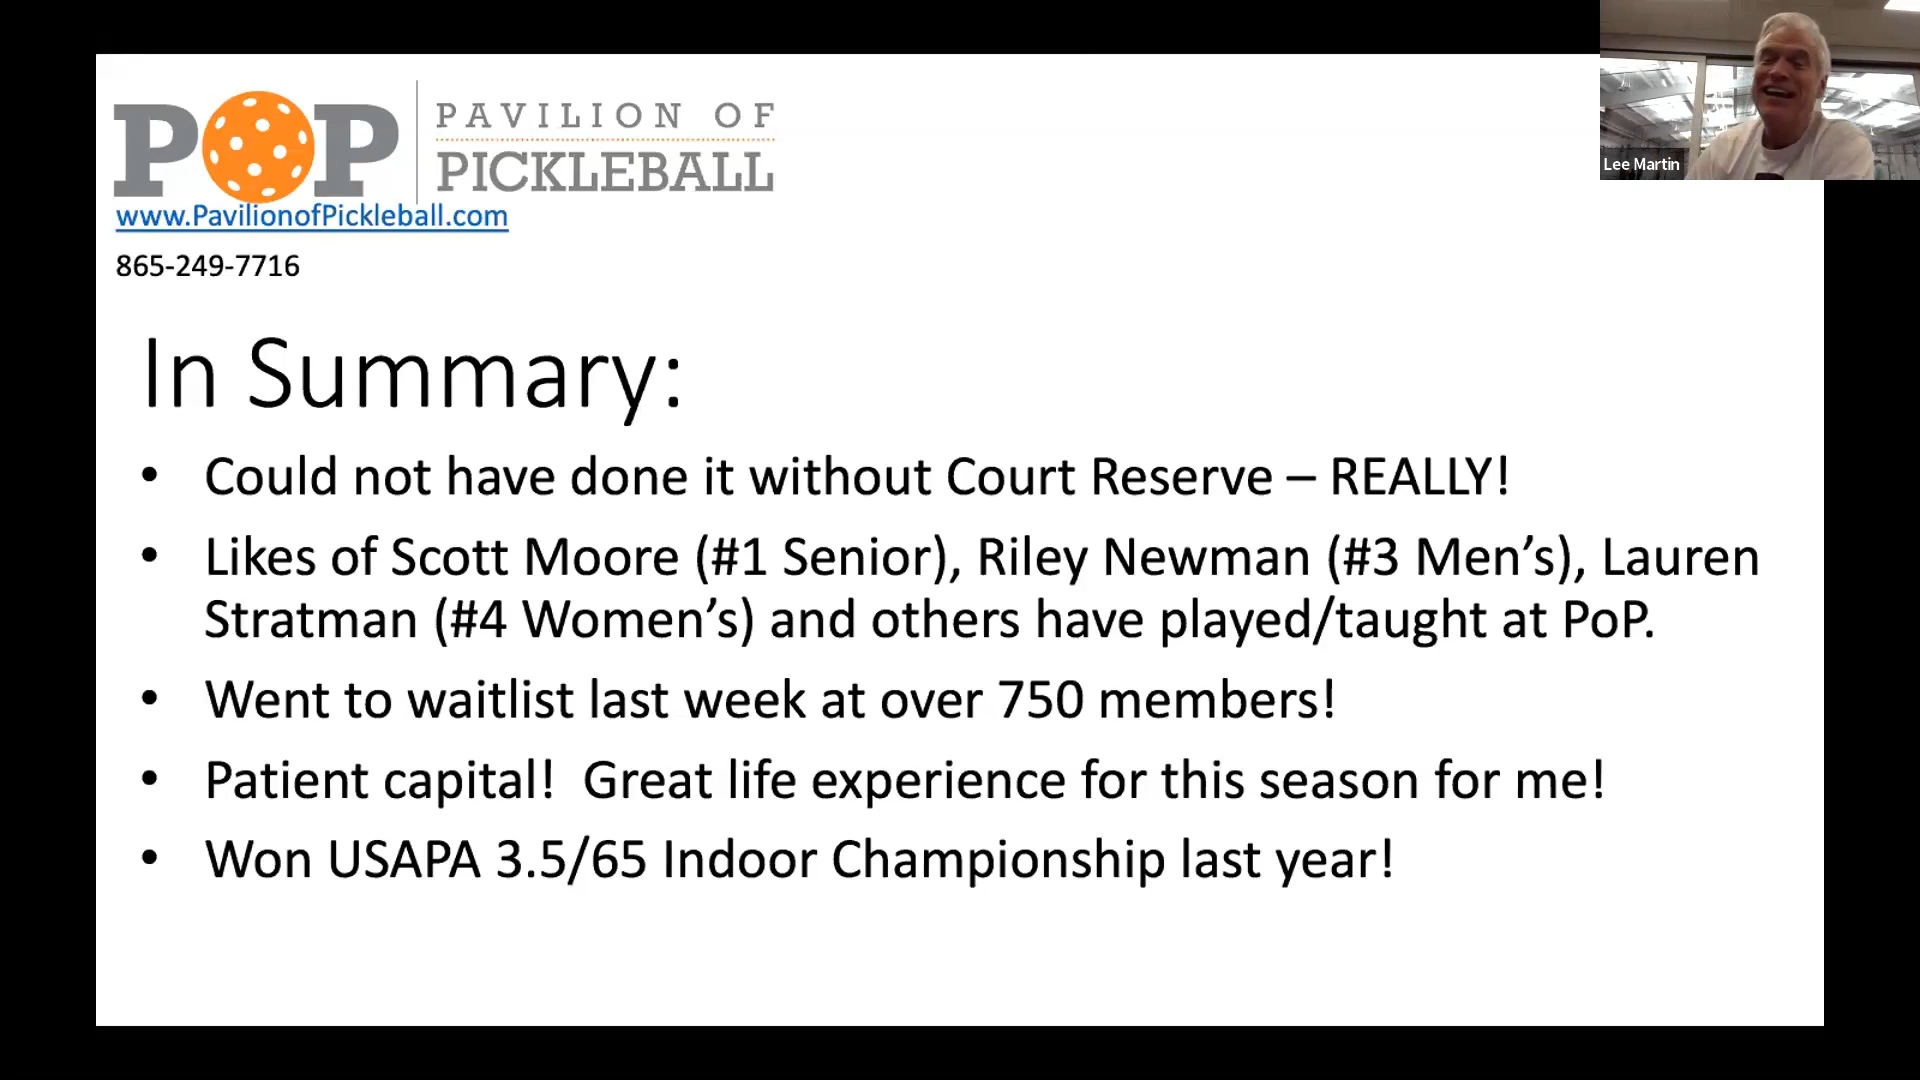 POP
PAVILION OF
PICKLEBALL
www.PavilionofPickleball.com
865-249-7716
Lee Martin
In Summary:
• Could not have done it without Court Reserve – REALLY!
• Likes of Scott Moore (#1 Senior), Riley Newman (#3 Men’s), Lauren
Stratman (#4 Women’s) and others have played/taught at PoP.
• Went to waitlist last week at over 750 members!
• Patient capital!  Great life experience for this season for me!
• Won USAPA 3.5/65 Indoor Championship last year!